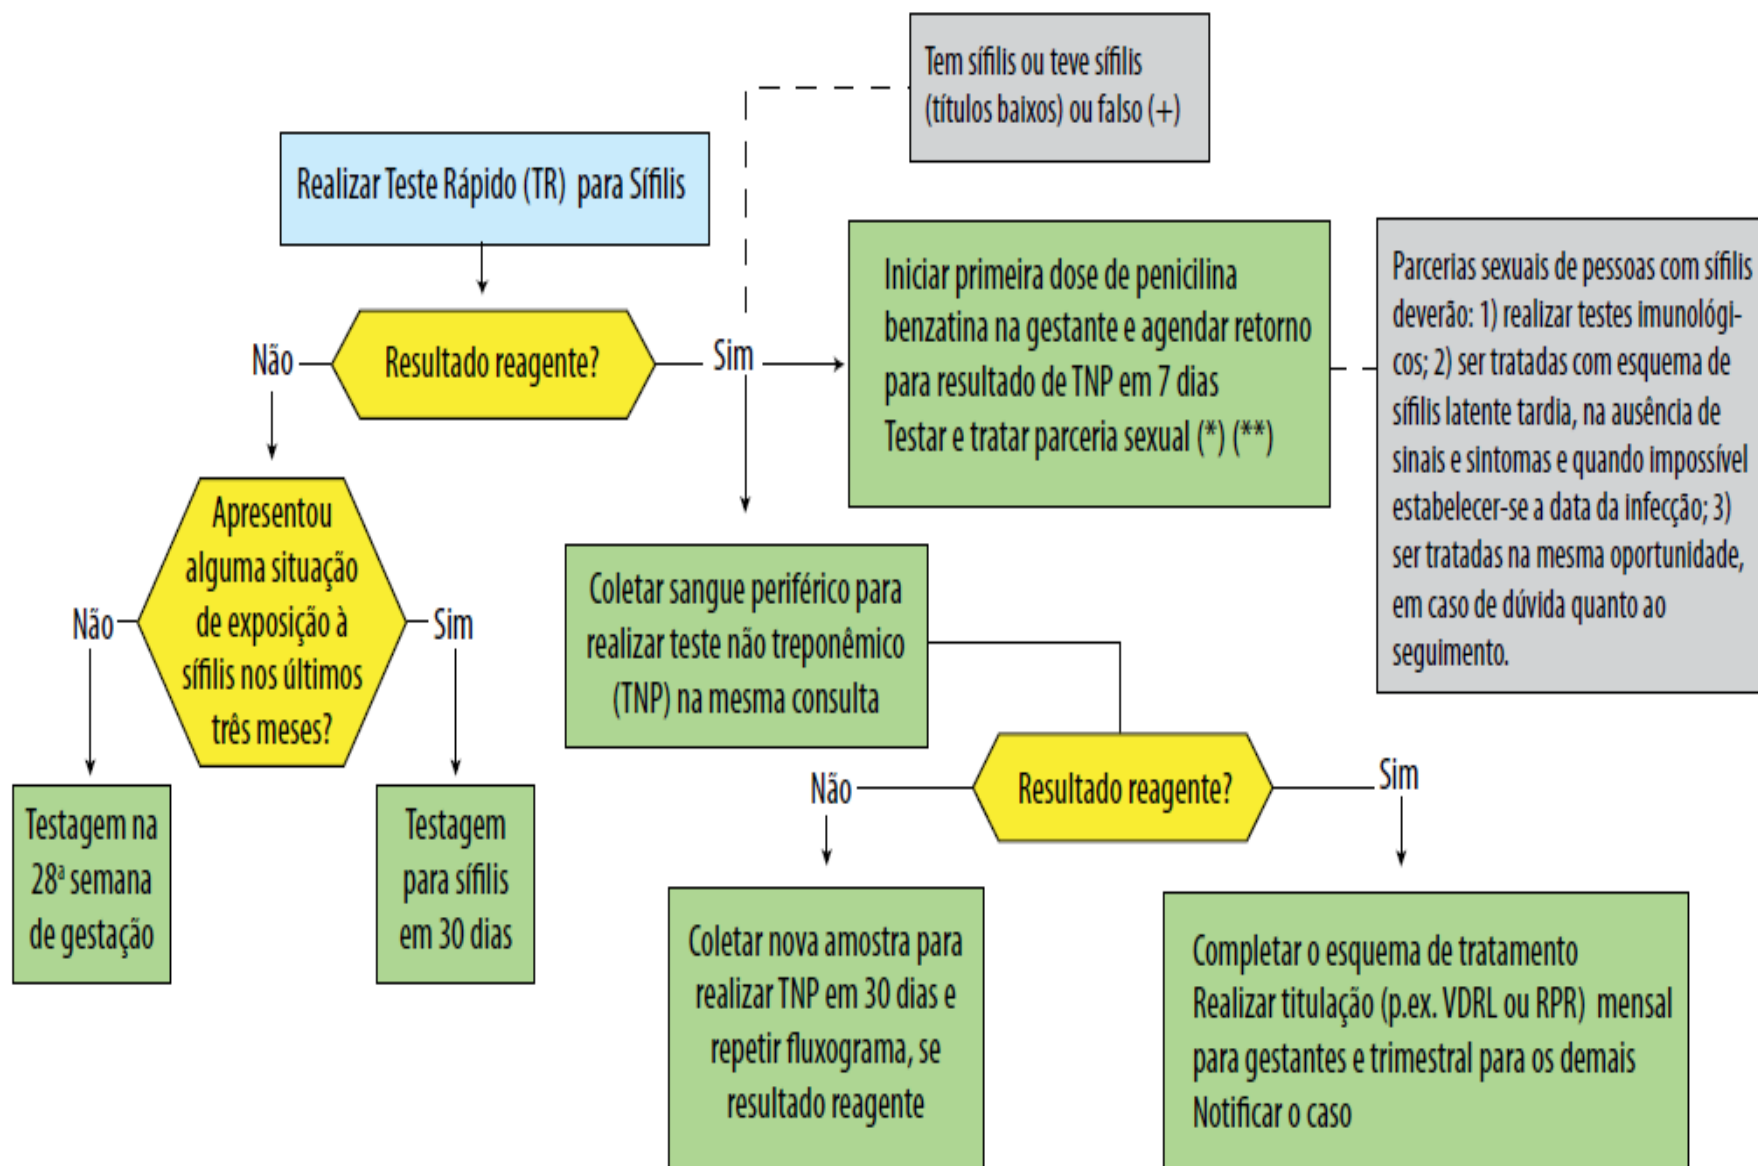 Tem sífilis ou teve sífilis
(títulos baixos) ou falso (+)
Realizar Teste Rápido (TR) para Sífilis
Resultado reagente?
Não
Sim
Iniciar primeira dose de penicilina
benzatina na gestante e agendar retorno
para resultado de TNP em 7 dias
Testar e tratar parceria sexual (*) (**)
Parcerias sexuais de pessoas com sífilis
deverão: 1) realizar testes imunológi-
cos; 2) ser tratadas com esquema de
sífilis latente tardia, na ausência de
sinais e sintomas e quando impossível
estabelecer-se a data da infecção; 3)
ser tratadas na mesma oportunidade,
em caso de dúvida quanto ao
seguimento.
Apresentou
alguma situação
de exposição à
sífilis nos últimos
três meses?
Não
Sim
Testagem na
28ª semana
de gestação
Testagem
para sífilis
em 30 dias
Coletar sangue periférico para
realizar teste não treponêmico
(TNP) na mesma consulta
Resultado reagente?
Não
Sim
Coletar nova amostra para
realizar TNP em 30 dias e
repetir fluxograma, se
resultado reagente
Completar o esquema de tratamento
Realizar titulação (p.ex. VDRL ou RPR) mensal
para gestantes e trimestral para os demais
Notificar o caso